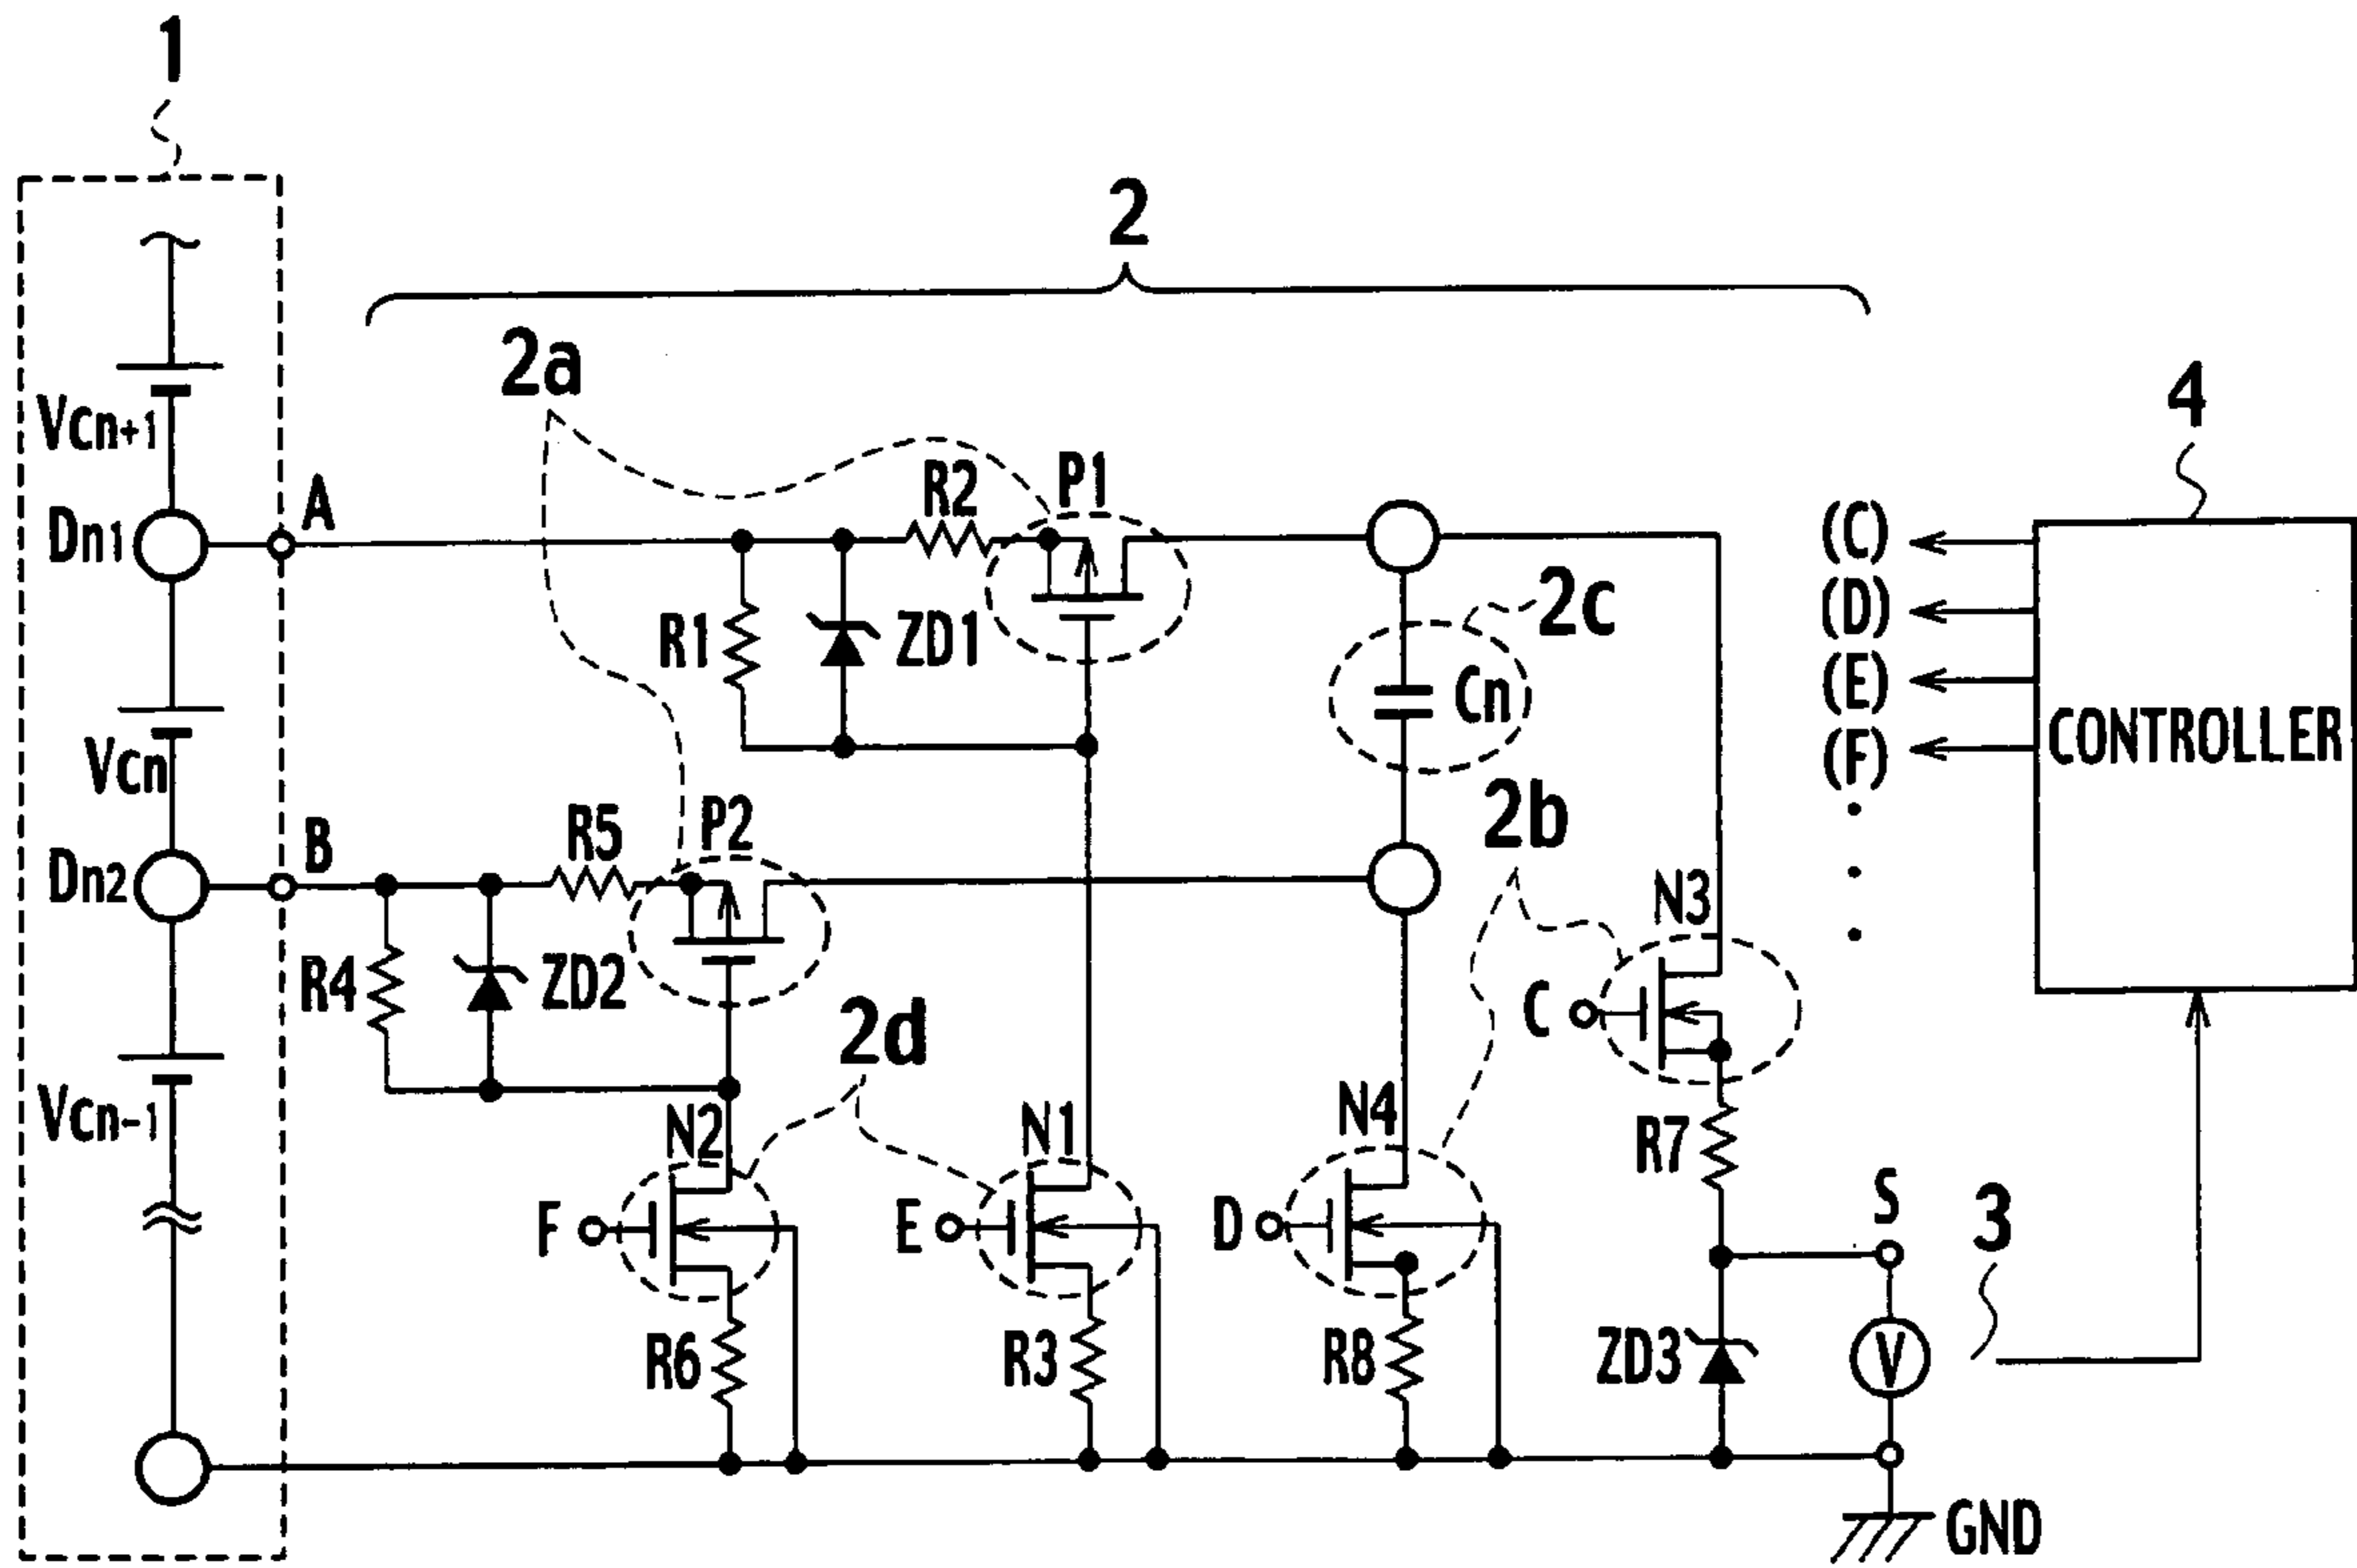 1
2
2a
4
Vcn+1
A
R2
P1
(C)
Dn1
2c
(D)
R1
ZD1
(E)
Cn
CONTROLLER
(F)
Vcn
2b
P2
R5
B
Dn2
N3
R4
ZD2
2d
C
Vcn-1
N2
N1
N4
R7
S
3
F
E
D
R6
R3
R8
ZD3
V
GND